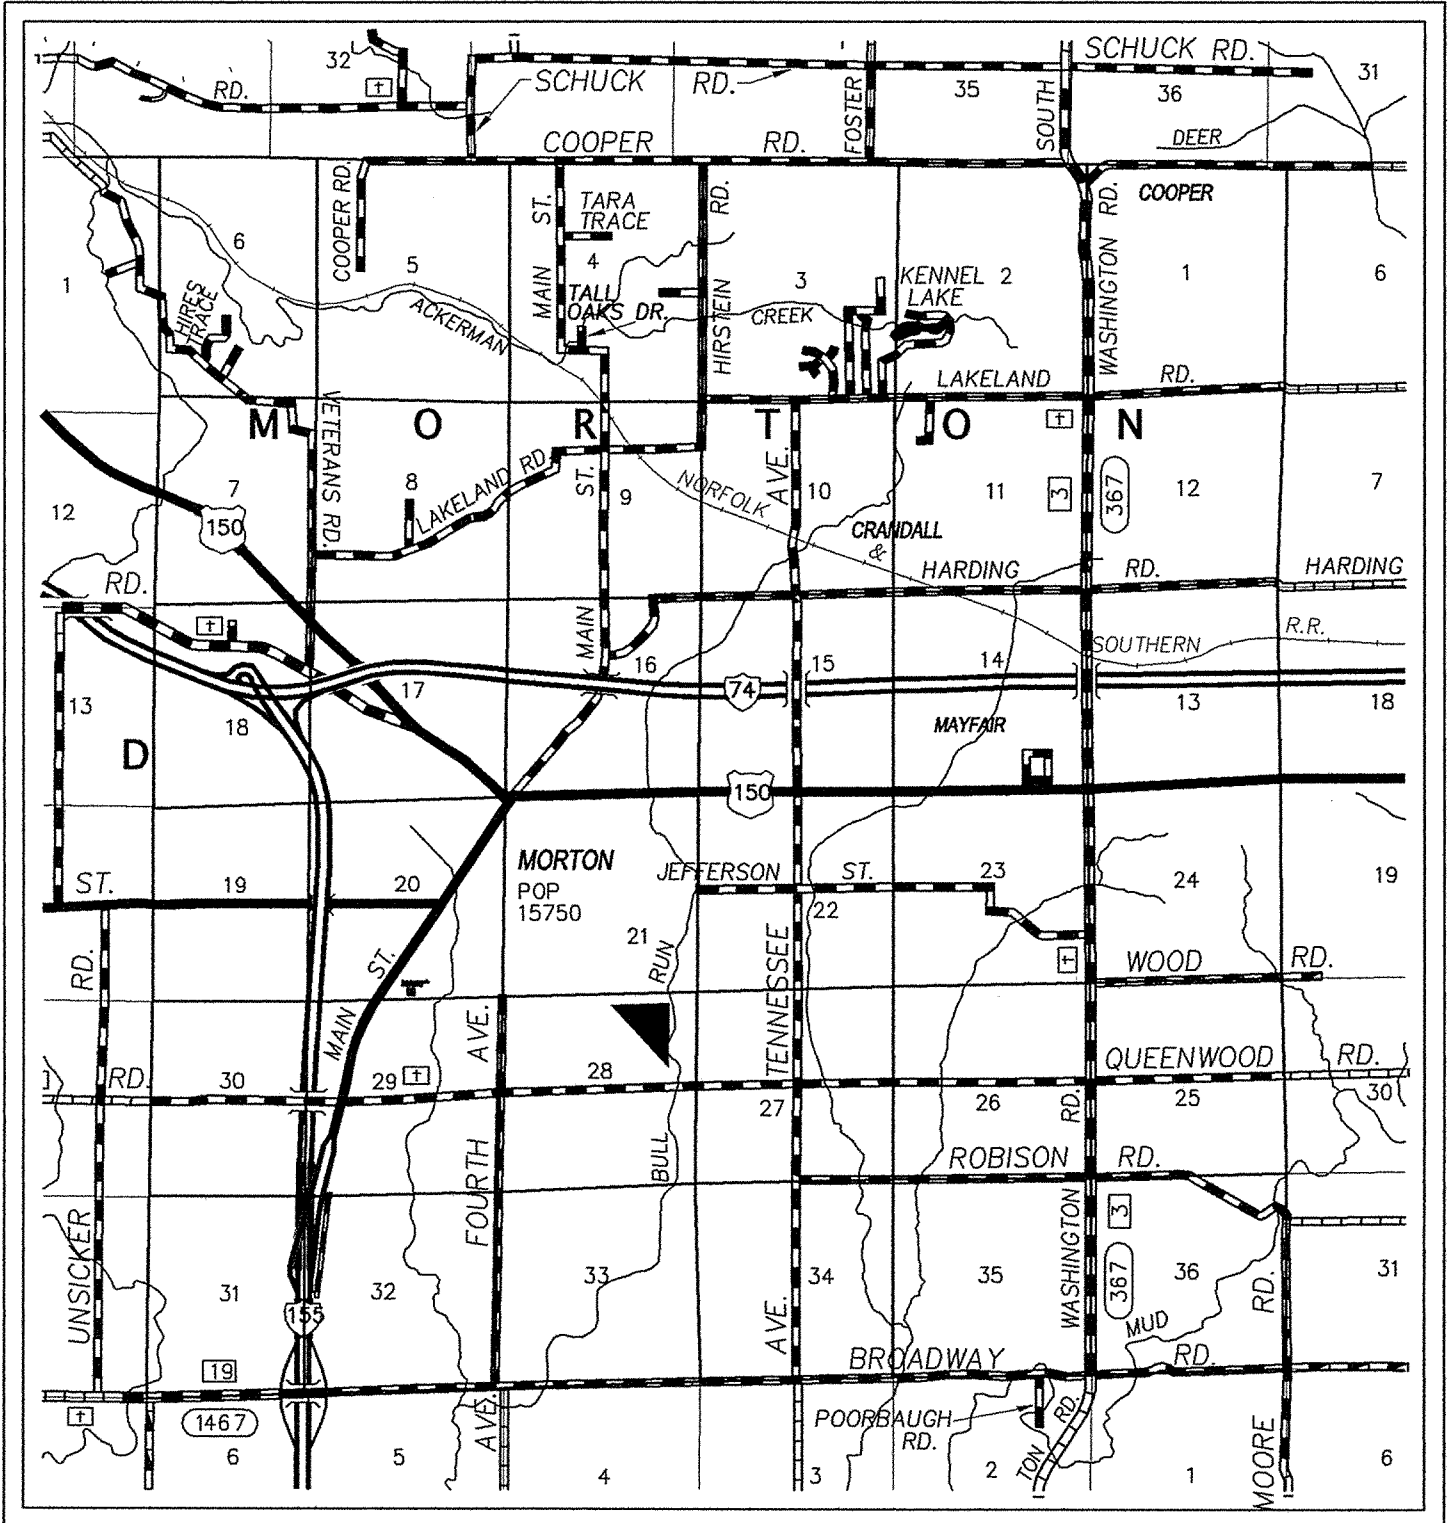 SCHUCK RD.
31
32
RD.
SCHUCK RD.
FOSTER
35
SOUTH
36
DEER
COOPER RD.
COOPER RD.
ST.
TARA
TRACE
RD.
RD.
COOPER
6
5
4
3
KENNEL 2
LAKE
1
6
1
MAIN
TALL
OAKS DR.
HIRSTEIN
CREEK
WASHINGTON
HIRES
TRACE
ACKERMAN
LAKELAND RD.
M O R T O N
VETERANS RD.
7
8
LAKELAND RD.
ST.
9
NORFOLK
AVE.
10
11
3
367
12
7
12
150
CRANDALL
&
HARDING RD. HARDING
RD.
MAIN
16
15
14
SOUTHERN
R.R.
17
74
13
18
13
18
MAYFAIR
D
150
MORTON
POP
15750
JEFFERSON ST.
23
24
19
ST.
19
20
22
21
RUN
TENNESSEE
WOOD RD.
RD.
ST.
MAIN
AVE.
QUEENWOOD RD.
RD.
30
29
28
27
26
RD.
25
30
FOURTH
BULL
ROBISON RD.
UNSICKER
WASHINGTON
3
367
33
34
35
36
RD.
31
31
32
155
MUD
AVE.
BROADWAY RD.
19
1467
AVE.
POORBAUGH
RD.
RD.
TON
MOORE
6
5
4
3
2
1
6